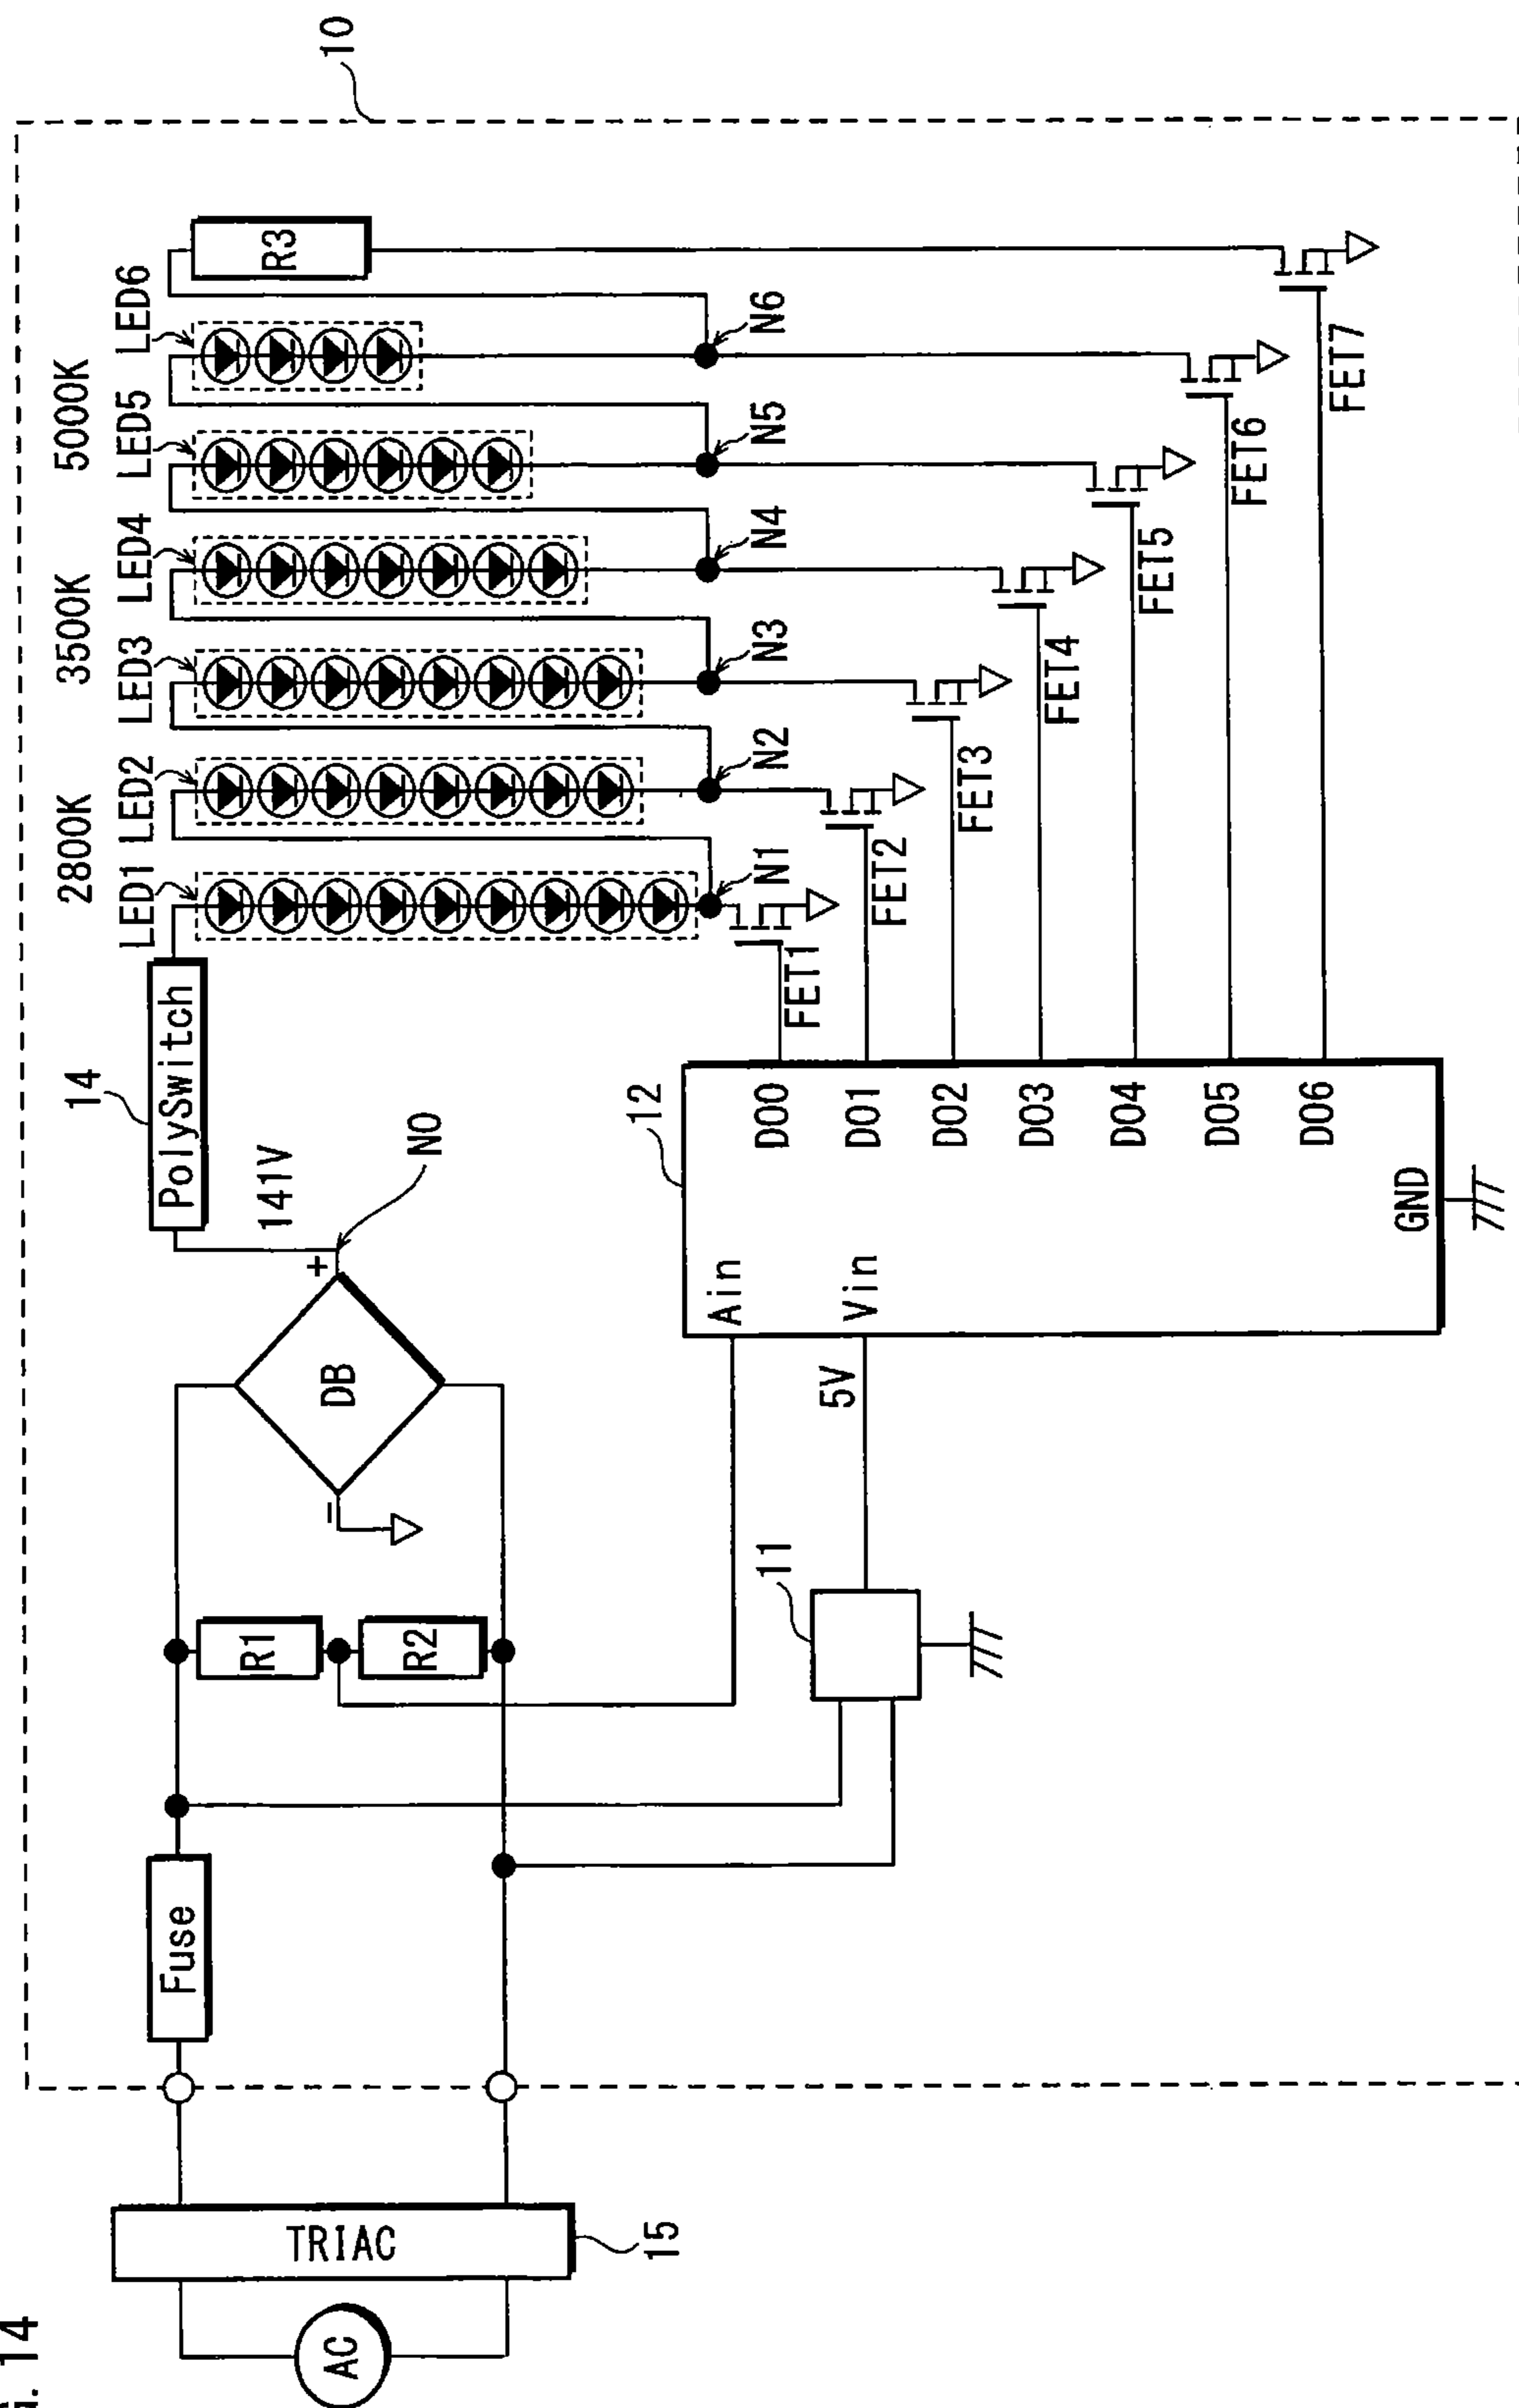 G. 14
10
2800K
3500K
5000K
LED1
LED2
LED3
LED4
LED5
LED6
14
PolySwitch
R3
Fuse
R1
R2
DB
+
−
141V
N0
N1
N2
N3
N4
N5
N6
AC
TRIAC
15
11
5V
12
Ain
Vin
GND
DO0
DO1
DO2
DO3
DO4
DO5
DO6
FET1
FET2
FET3
FET4
FET5
FET6
FET7